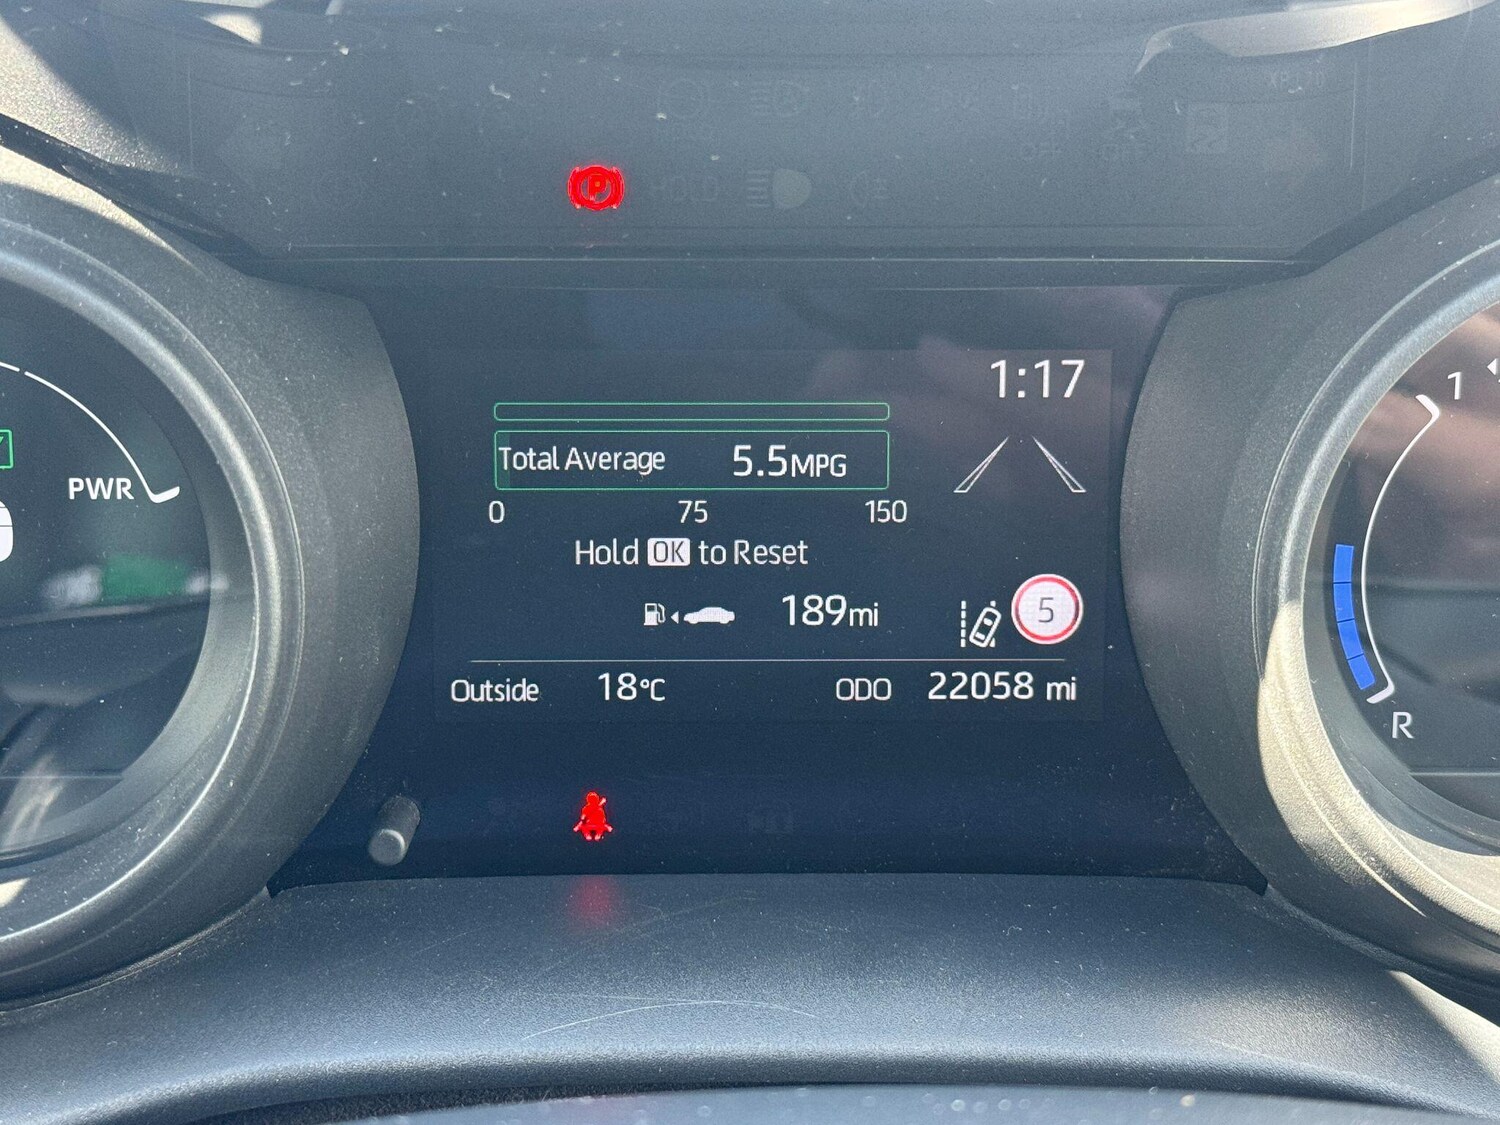 P
HOLD
1:17
Total Average 5.5MPG
0 75 150
Hold OK to Reset
189mi
5
Outside 18°C ODO 22058 mi
PWR
1
R